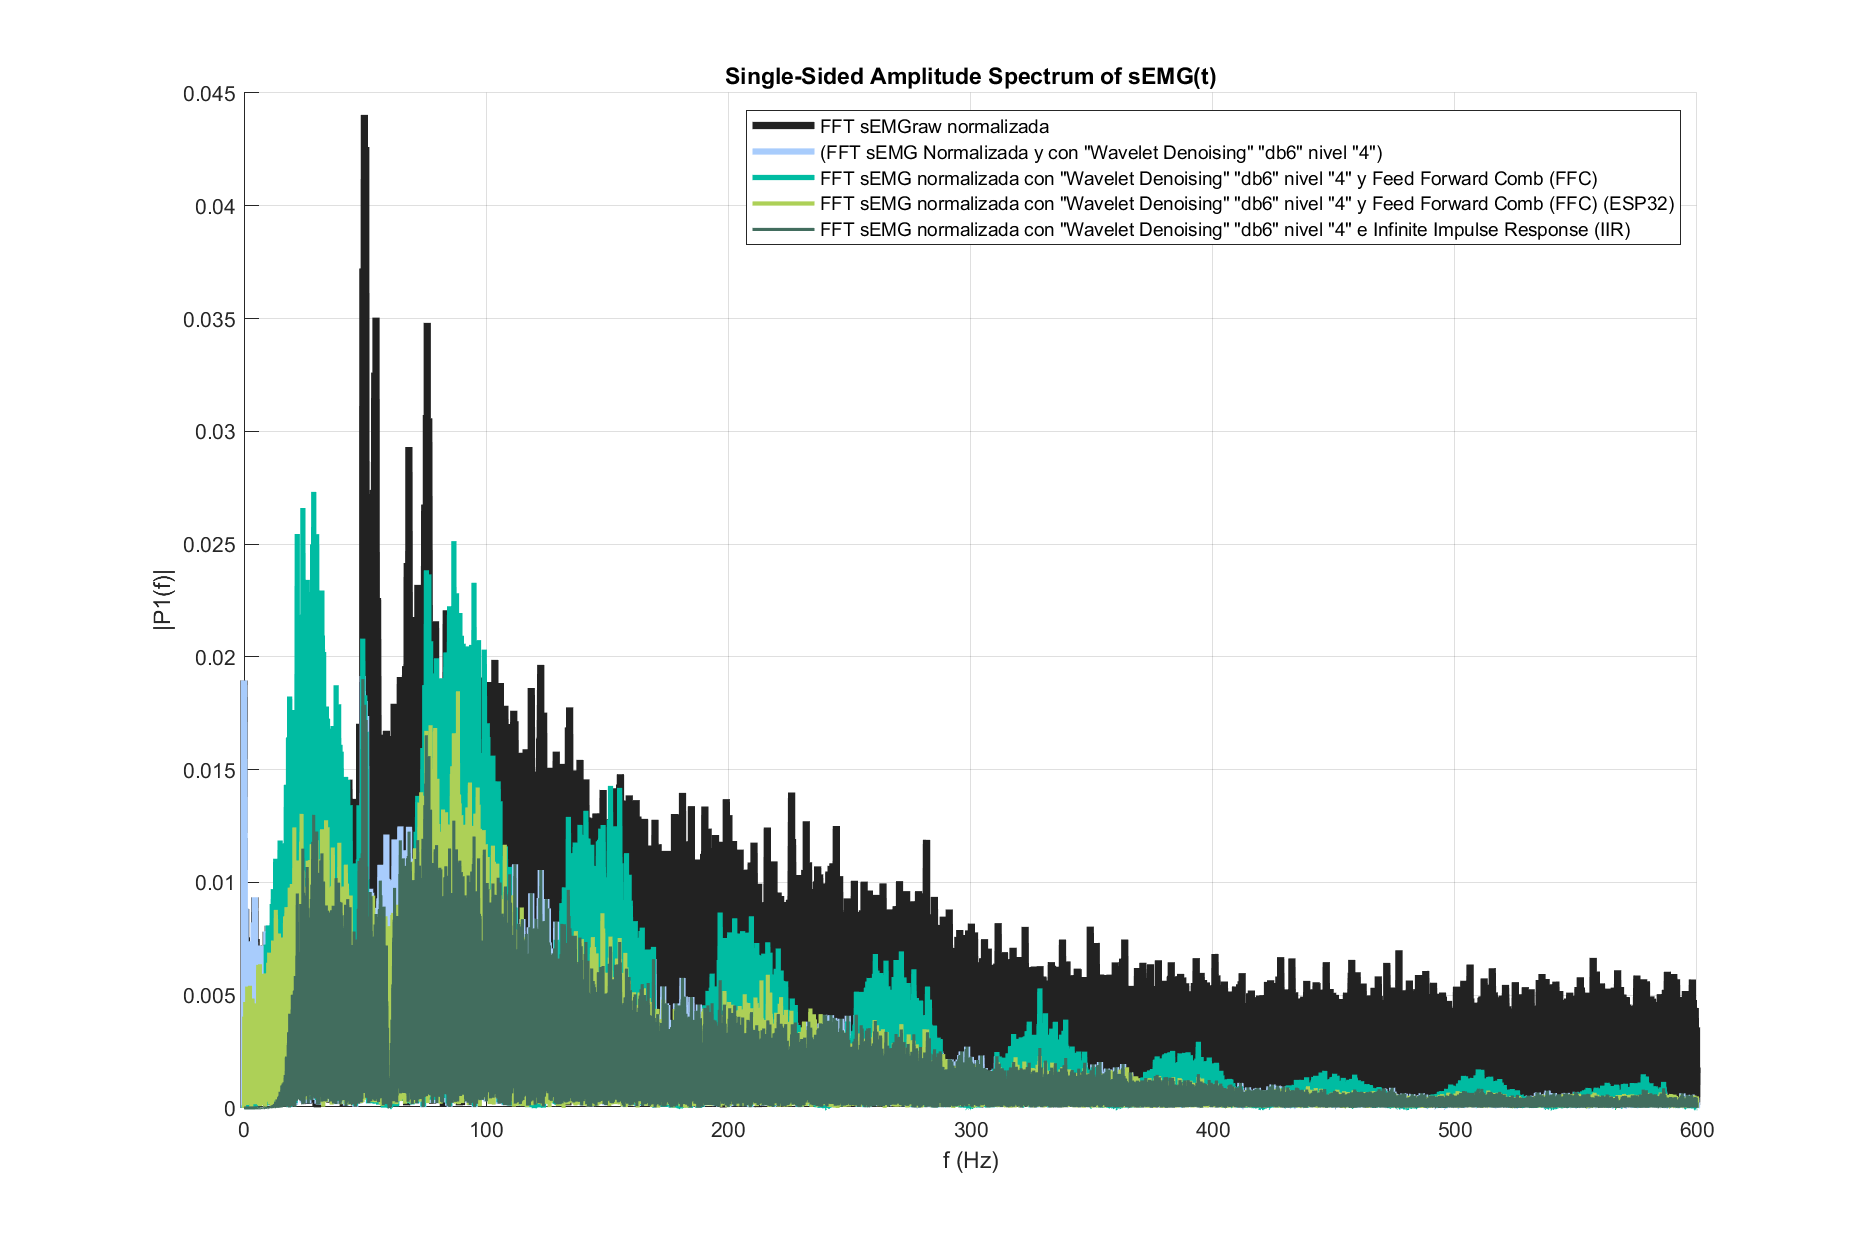 Single-Sided Amplitude Spectrum of sEMG(t)
FFT sEMGraw normalizada
(FFT sEMG Normalizada y con "Wavelet Denoising" "db6" nivel "4")
FFT sEMG normalizada con "Wavelet Denoising" "db6" nivel "4" y Feed Forward Comb (FFC)
FFT sEMG normalizada con "Wavelet Denoising" "db6" nivel "4" y Feed Forward Comb (FFC) (ESP32)
FFT sEMG normalizada con "Wavelet Denoising" "db6" nivel "4" e Infinite Impulse Response (IIR)
|P1(f)|
0.045
0.04
0.035
0.03
0.025
0.02
0.015
0.01
0.005
0
0 100 200 300 400 500 600
f (Hz)